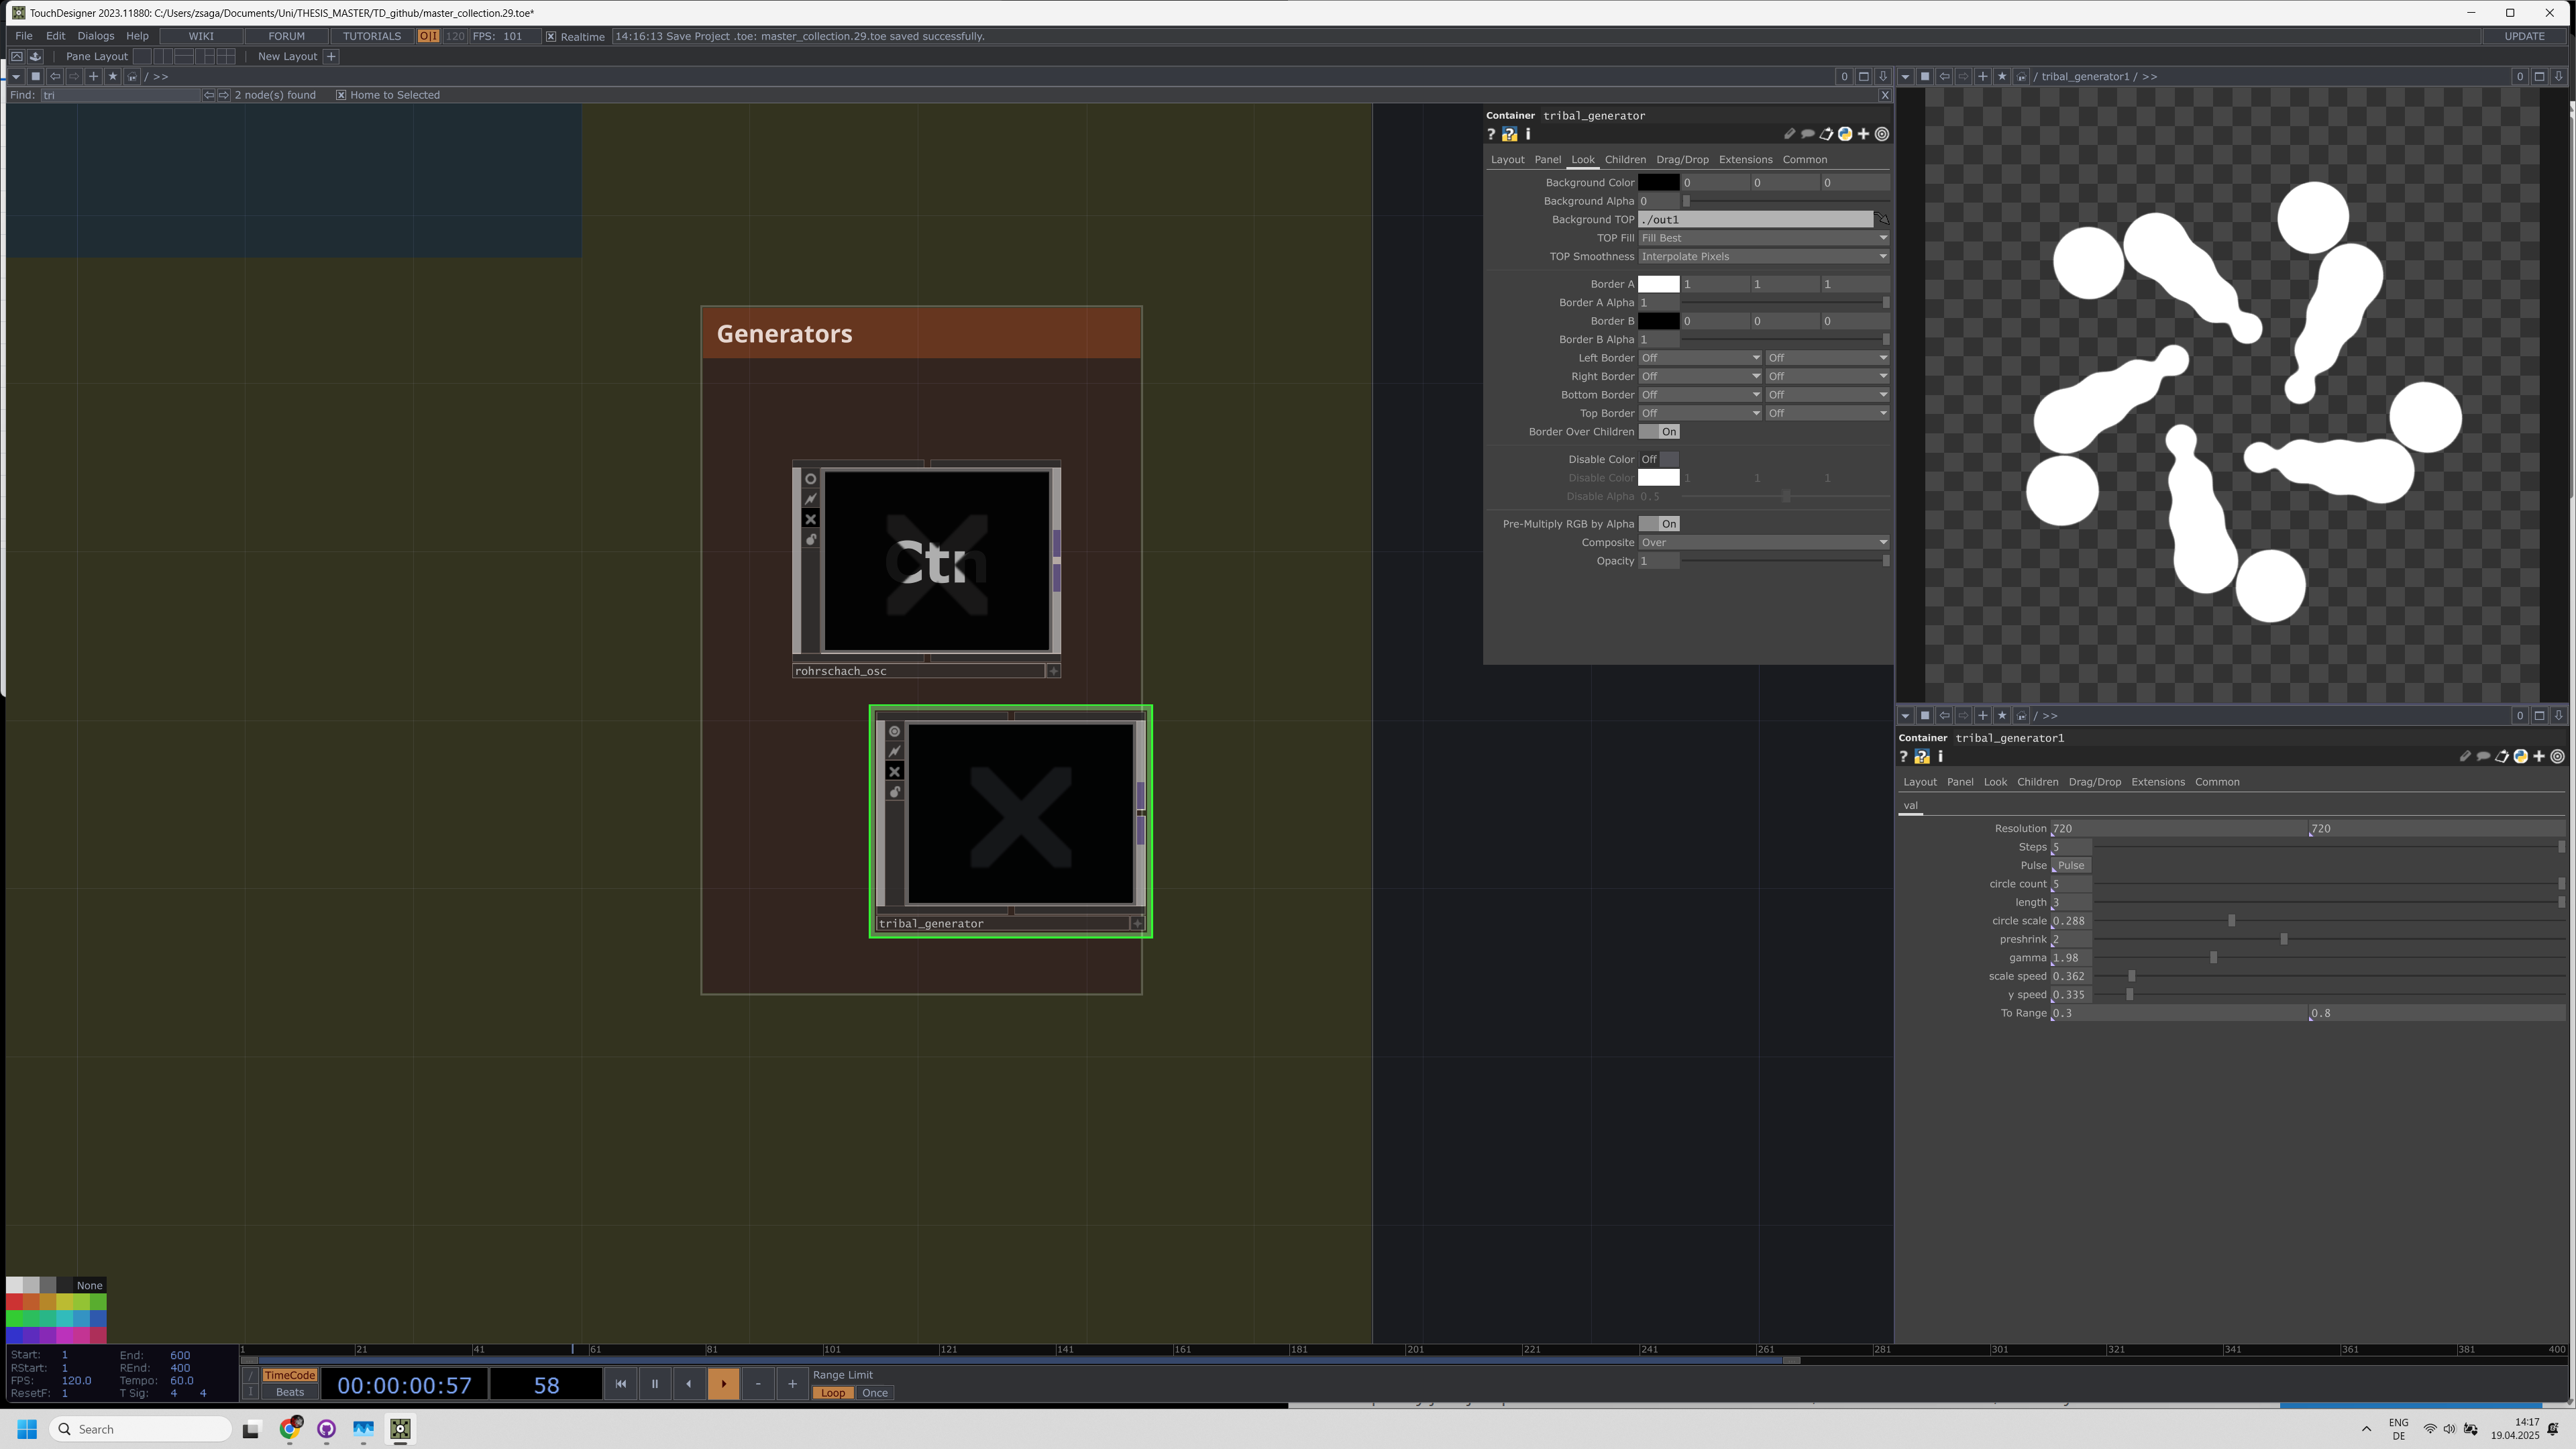 TouchDesigner 2023.11880: C:/Users/zsaga/Documents/Uni/THESIS_MASTER/TD_github/master_collection.29.toe*
File Edit Dialogs Help WIKI FORUM TUTORIALS O|I 120 FPS: 101 Realtime 14:16:13 Save Project .toe: master_collection.29.toe saved successfully. UPDATE
Pane Layout New Layout +
/ >> 0
/ tribal_generator1 / >> 0
Find: tri 2 node(s) found Home to Selected X
Generators
Ctn
rohrschach_osc
tribal_generator
Container tribal_generator
? ? i
Layout Panel Look Children Drag/Drop Extensions Common
Background Color 0 0 0
Background Alpha 0
Background TOP ./out1
TOP Fill Fill Best
TOP Smoothness Interpolate Pixels
Border A 1 1 1
Border A Alpha 1
Border B 0 0 0
Border B Alpha 1
Left Border Off Off
Right Border Off Off
Bottom Border Off Off
Top Border Off Off
Border Over Children On
Disable Color Off
Disable Color 1 1 1
Disable Alpha 0.5
Pre-Multiply RGB by Alpha On
Composite Over
Opacity 1
/ >> 0
Container tribal_generator1
? ? i
Layout Panel Look Children Drag/Drop Extensions Common
val
Resolution 720 720
Steps 5
Pulse Pulse
circle count 5
length 3
circle scale 0.288
preshrink 2
gamma 1.98
scale speed 0.362
y speed 0.335
To Range 0.3 0.8
None
1 21 41 61 81 101 121 141 161 181 201 221 241 261 281 301 321 341 361 381 400
Start: 1 End: 600
RStart: 1 REnd: 400
FPS: 120.0 Tempo: 60.0
ResetF: 1 T Sig: 4 4
/ TimeCode
I Beats
00:00:00:57 58
- +
Range Limit
Loop Once
Search
ENG
DE
14:17
19.04.2025